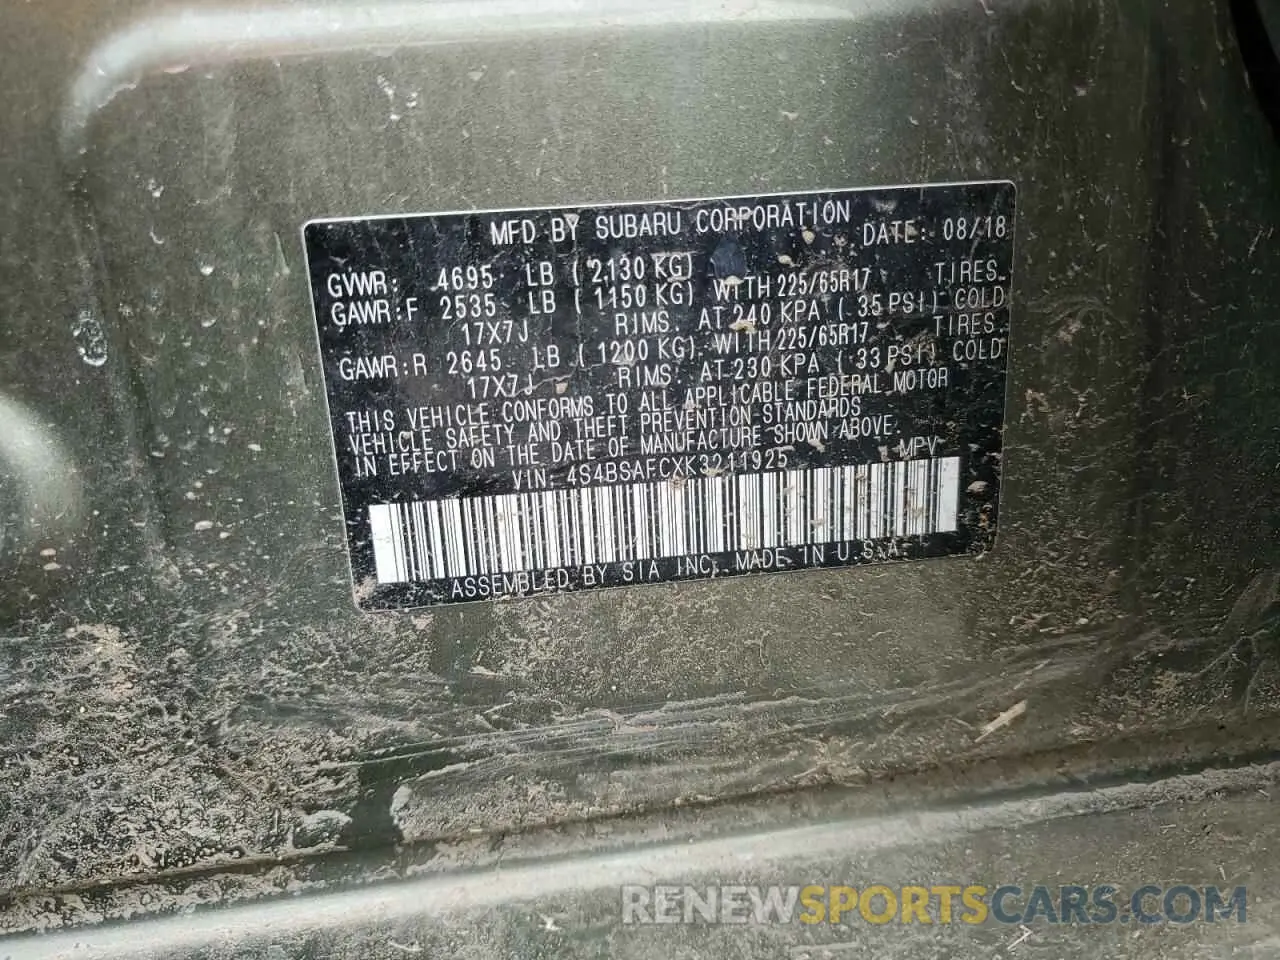 MFD BY SUBARU CORPORATION DATE: 08/18
GVWR: 4695 LB (2,130 KG)
GAWR:F 2535 LB (1150 KG) WITH 225/65R17 TIRES.
17X7J RIMS. AT 240 KPA (35 PSI) COLD
GAWR:R 2645 LB (1200 KG). WITH 225/65R17 TIRES.
17X7J RIMS. AT 230 KPA (33 PSI) COLD
THIS VEHICLE CONFORMS TO ALL APPLICABLE FEDERAL MOTOR
VEHICLE SAFETY AND THEFT PREVENTION STANDARDS
IN EFFECT ON THE DATE OF MANUFACTURE SHOWN ABOVE.
VIN: 4S4BSAFCXK3211925 MPV
ASSEMBLED BY SIA INC, MADE IN U.S.A.
RENEWSPORTSCARS.COM